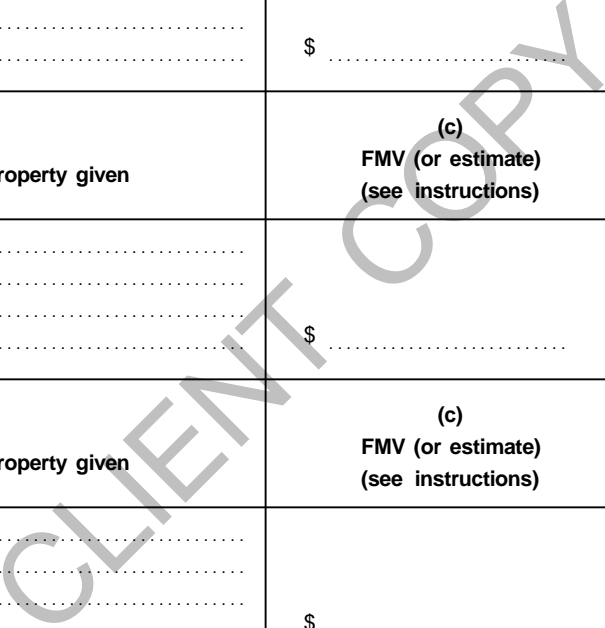 $
(c)
FMV (or estimate)
(see instructions)
roperty given
$
(c)
FMV (or estimate)
(see instructions)
roperty given
$
CLIENT COPY